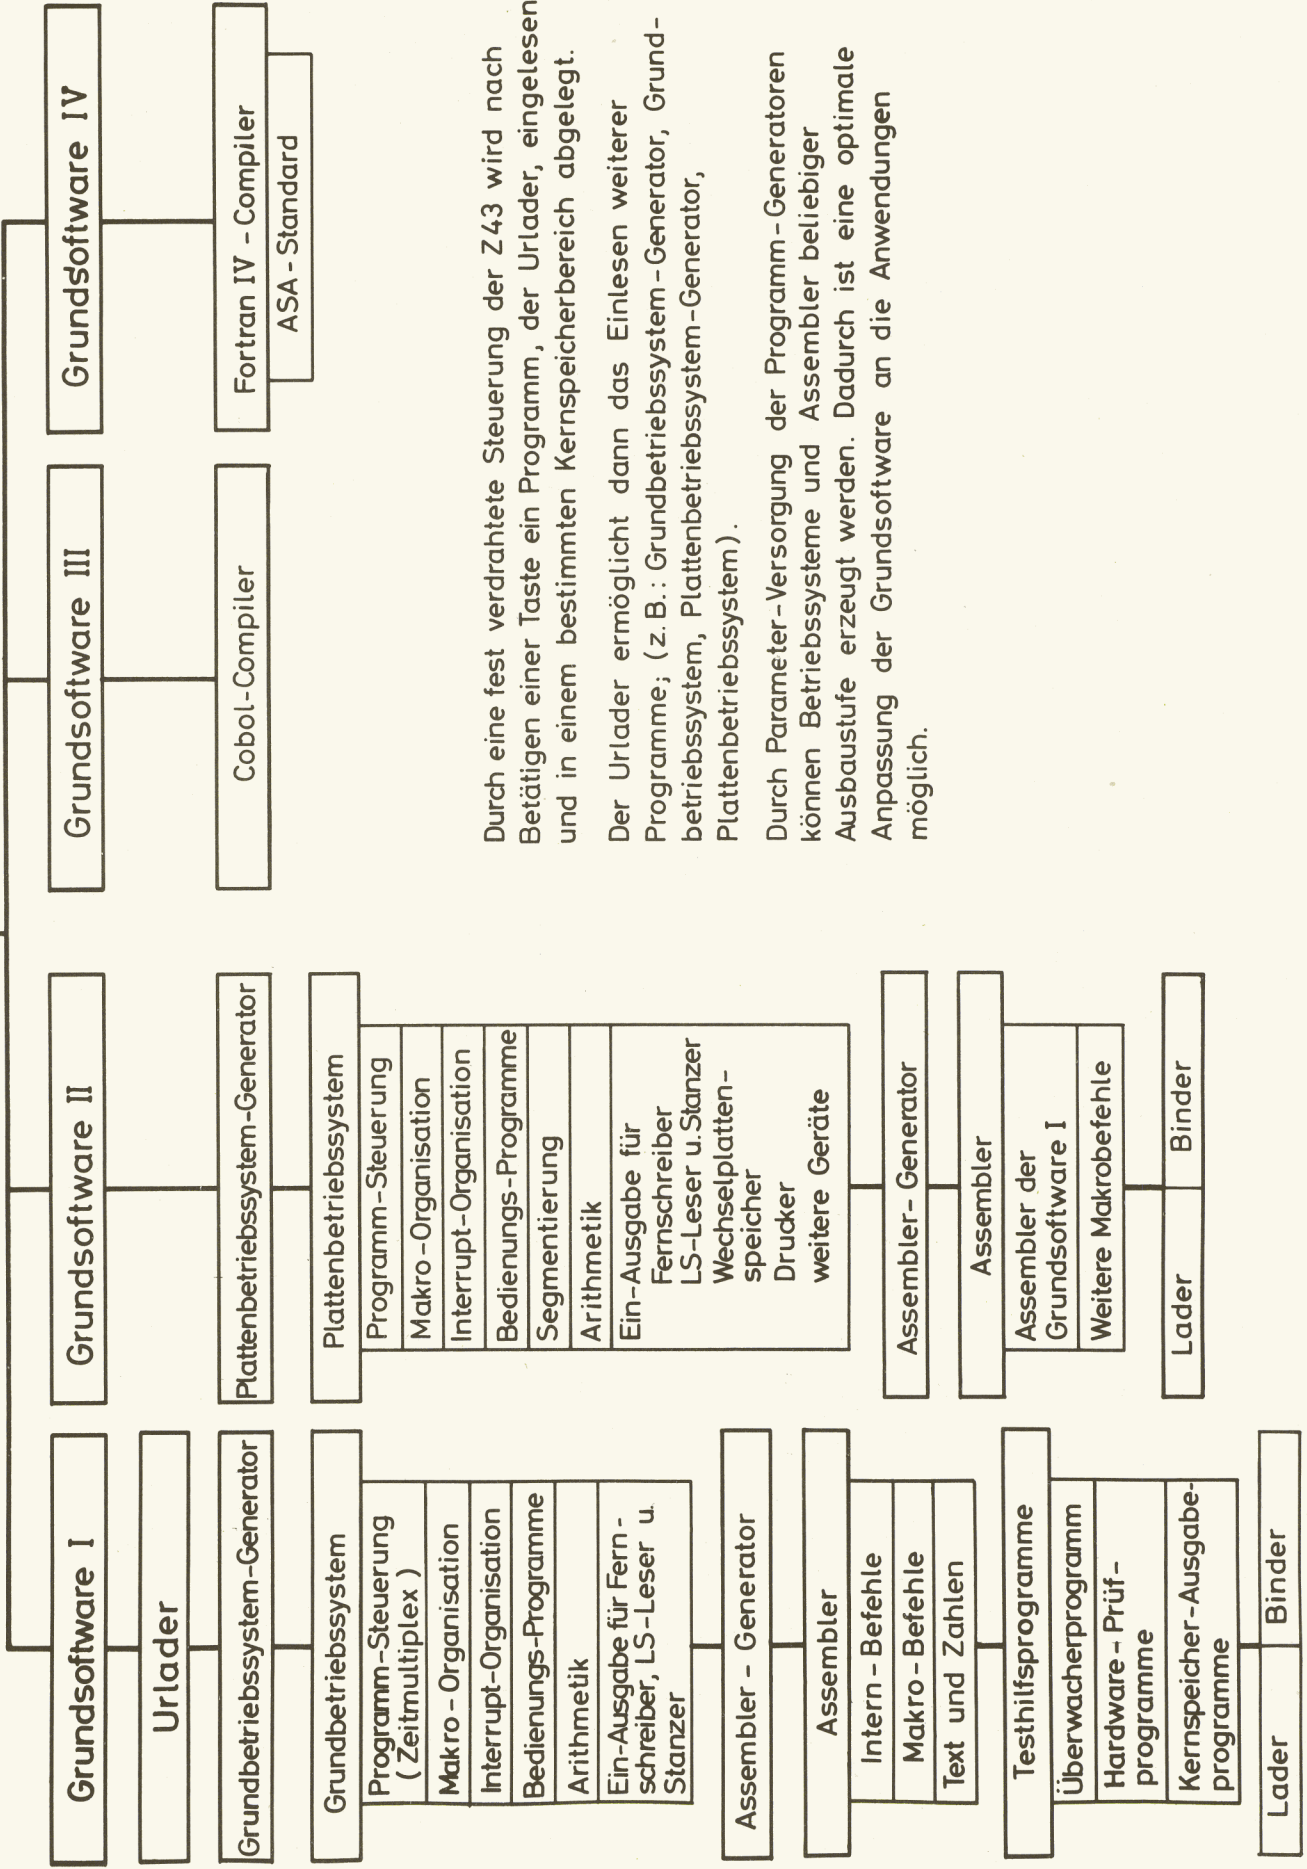 Grundsoftware I
Urlader
Grundbetriebssystem-Generator
Grundbetriebssystem
Programm-Steuerung
(Zeitmultiplex )
Makro-Organisation
Interrupt-Organisation
Bedienungs-Programme
Arithmetik
Ein-Ausgabe für Fern-
schreiber, LS-Leser u.
Stanzer
Assembler - Generator
Assembler
Intern-Befehle
Makro-Befehle
Text und Zahlen
Testhilfsprogramme
Überwacherprogramm
Hardware-Prüf-
programme
Kernspeicher-Ausgabe-
programme
Lader
Binder
Grundsoftware II
Plattenbetriebssystem-Generator
Plattenbetriebssystem
Programm-Steuerung
Makro-Organisation
Interrupt-Organisation
Bedienungs-Programme
Segmentierung
Arithmetik
Ein-Ausgabe für
Fernschreiber
LS-Leser u. Stanzer
Wechselplatten-
speicher
Drucker
weitere Geräte
Assembler-Generator
Assembler
Assembler der
Grundsoftware I
Weitere Makrobefehle
Lader
Binder
Grundsoftware III
Cobol-Compiler
Grundsoftware IV
Fortran IV - Compiler
ASA-Standard
Durch eine fest verdrahtete Steuerung der Z43 wird nach
Betätigen einer Taste ein Programm, der Urlader, eingelesen
und in einem bestimmten Kernspeicherbereich abgelegt.
Der Urlader ermöglicht dann das Einlesen weiterer
Programme; (z.B.: Grundbetriebssystem-Generator, Grund-
betriebssystem, Plattenbetriebssystem-Generator,
Plattenbetriebssystem).
Durch Parameter-Versorgung der Programm-Generatoren
können Betriebssysteme und Assembler beliebiger
Ausbaustufe erzeugt werden. Dadurch ist eine optimale
Anpassung der Grundsoftware an die Anwendungen
möglich.